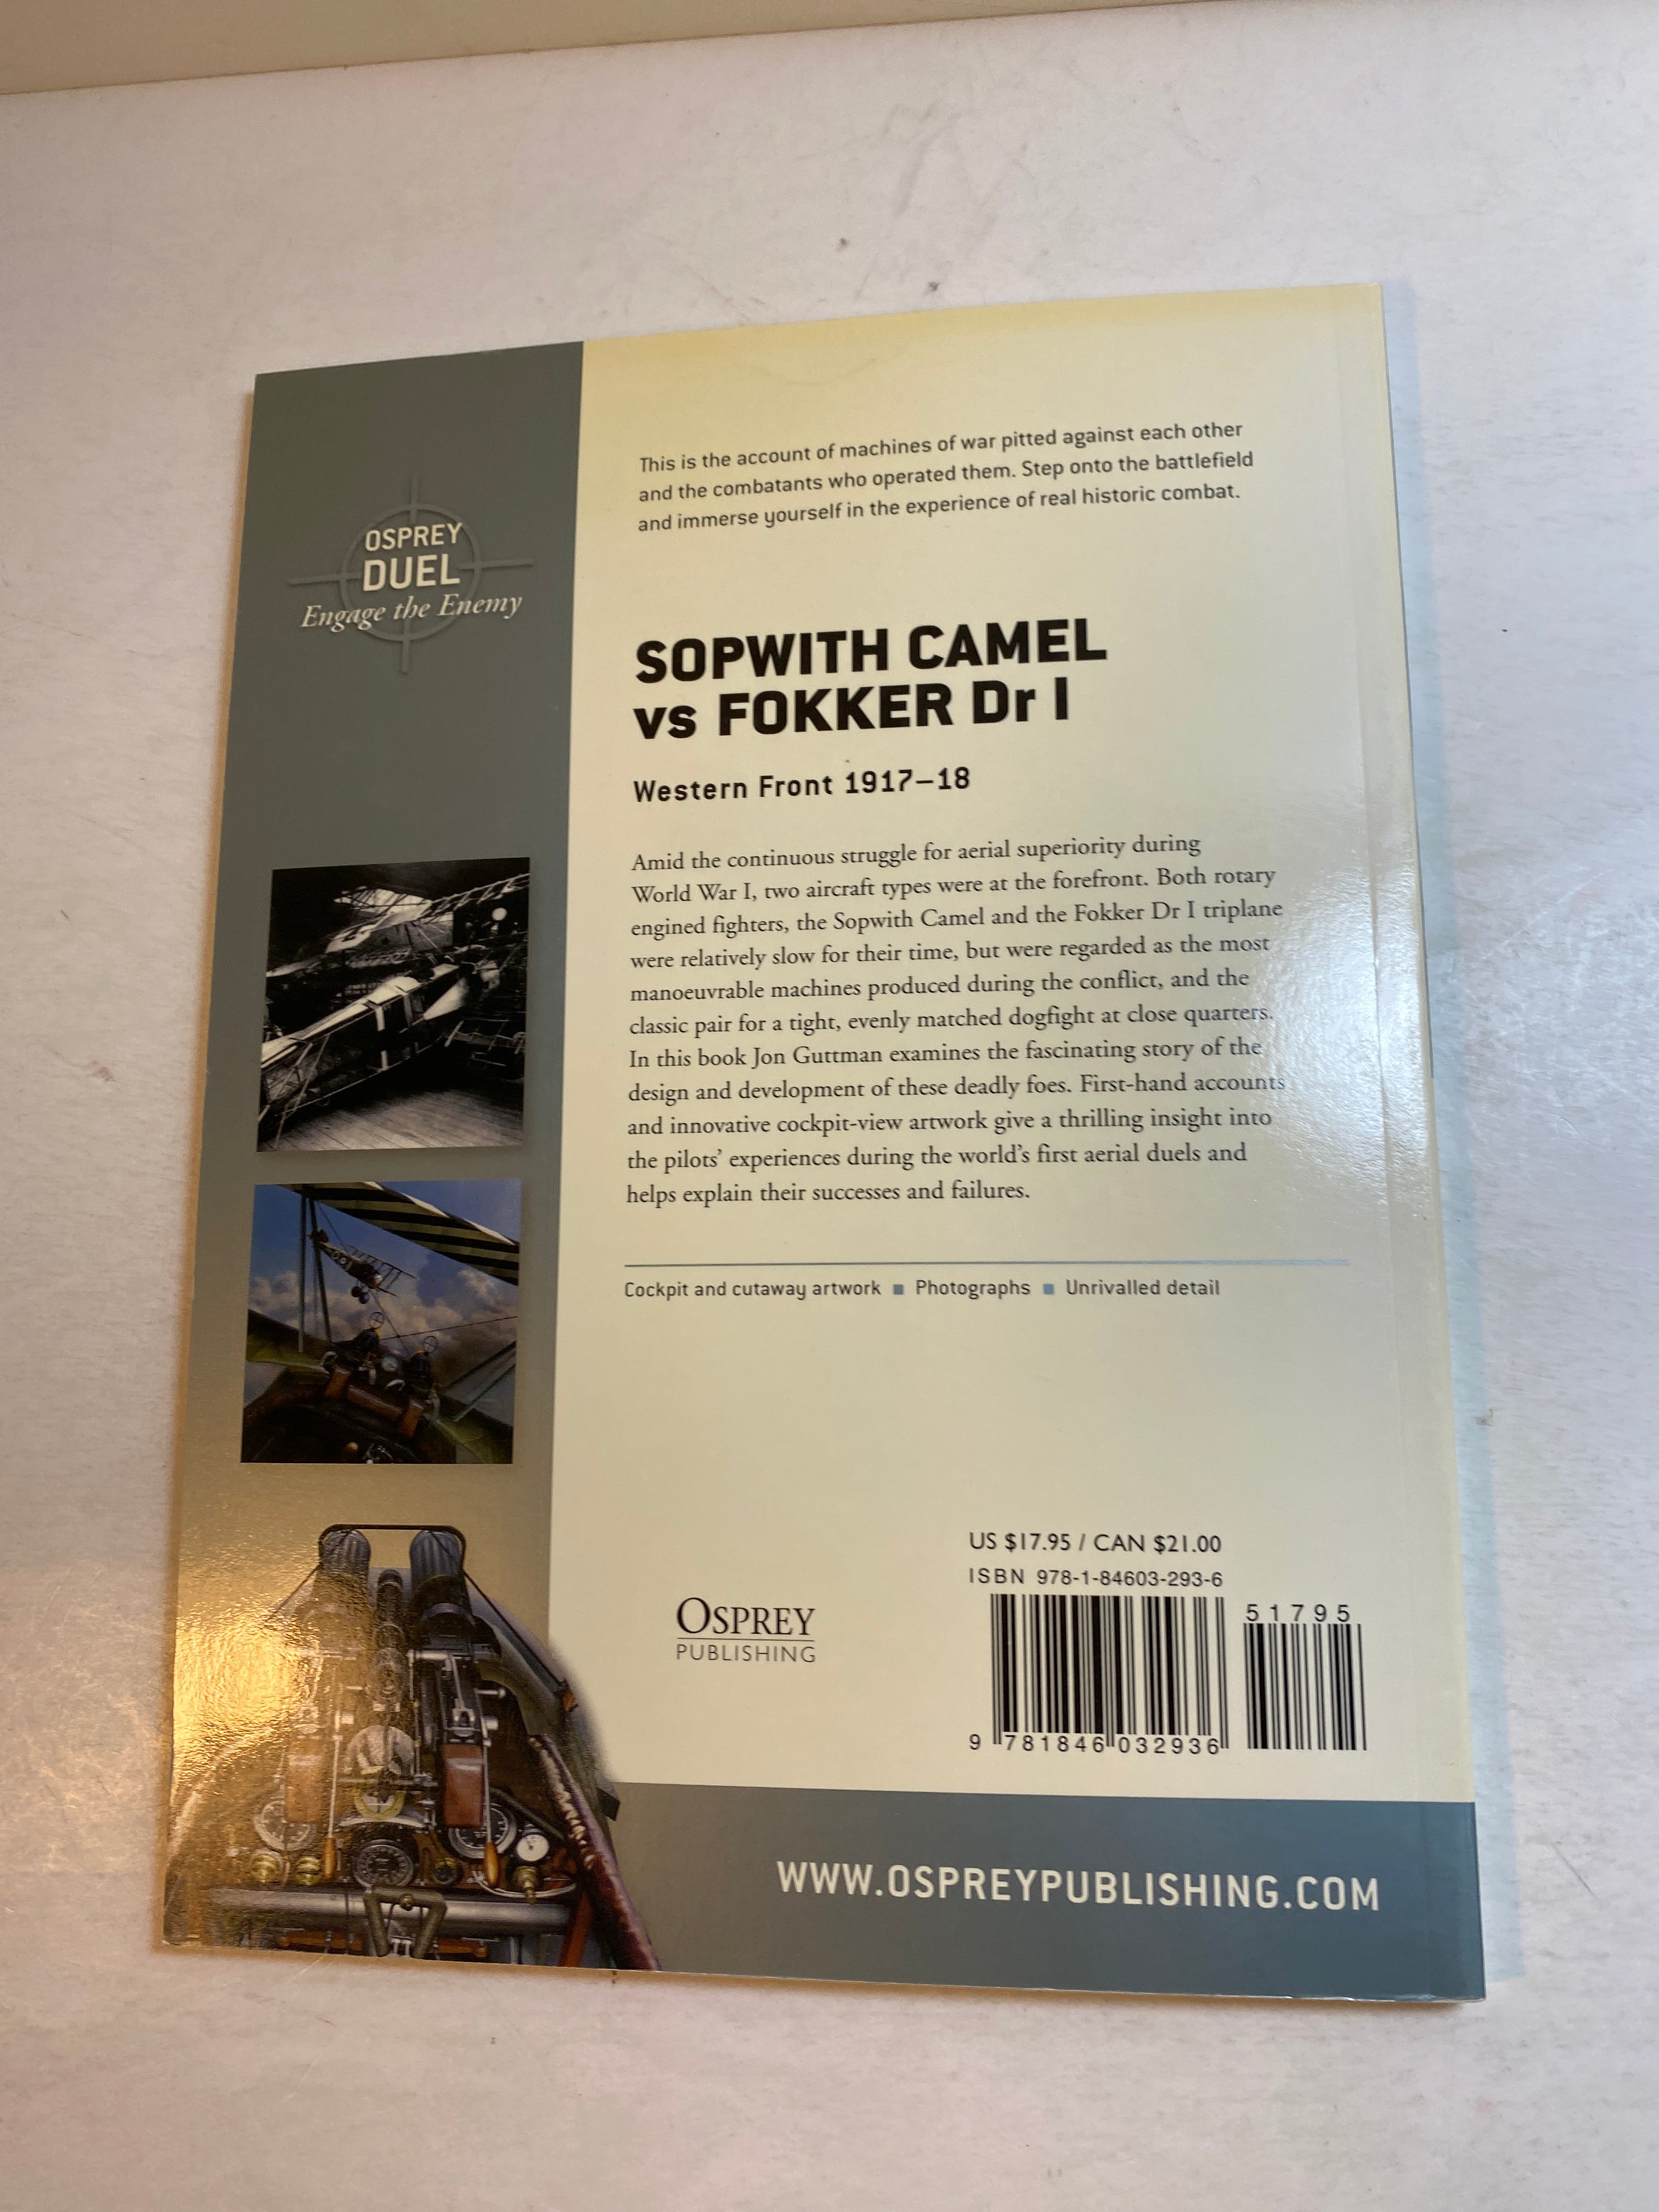 OSPREY
DUEL
Engage the Enemy
This is the account of machines of war pitted against each other
and the combatants who operated them. Step onto the battlefield
and immerse yourself in the experience of real historic combat.
SOPWITH CAMEL
vs FOKKER Dr I
Western Front 1917–18
Amid the continuous struggle for aerial superiority during
World War I, two aircraft types were at the forefront. Both rotary
engined fighters, the Sopwith Camel and the Fokker Dr I triplane
were relatively slow for their time, but were regarded as the most
manoeuvrable machines produced during the conflict, and the
classic pair for a tight, evenly matched dogfight at close quarters.
In this book Jon Guttman examines the fascinating story of the
design and development of these deadly foes. First-hand accounts
and innovative cockpit-view artwork give a thrilling insight into
the pilots' experiences during the world's first aerial duels and
helps explain their successes and failures.
Cockpit and cutaway artwork ■ Photographs ■ Unrivalled detail
OSPREY
PUBLISHING
US $17.95 / CAN $21.00
ISBN 978-1-84603-293-6
51795
9 781846 032936
WWW.OSPREYPUBLISHING.COM